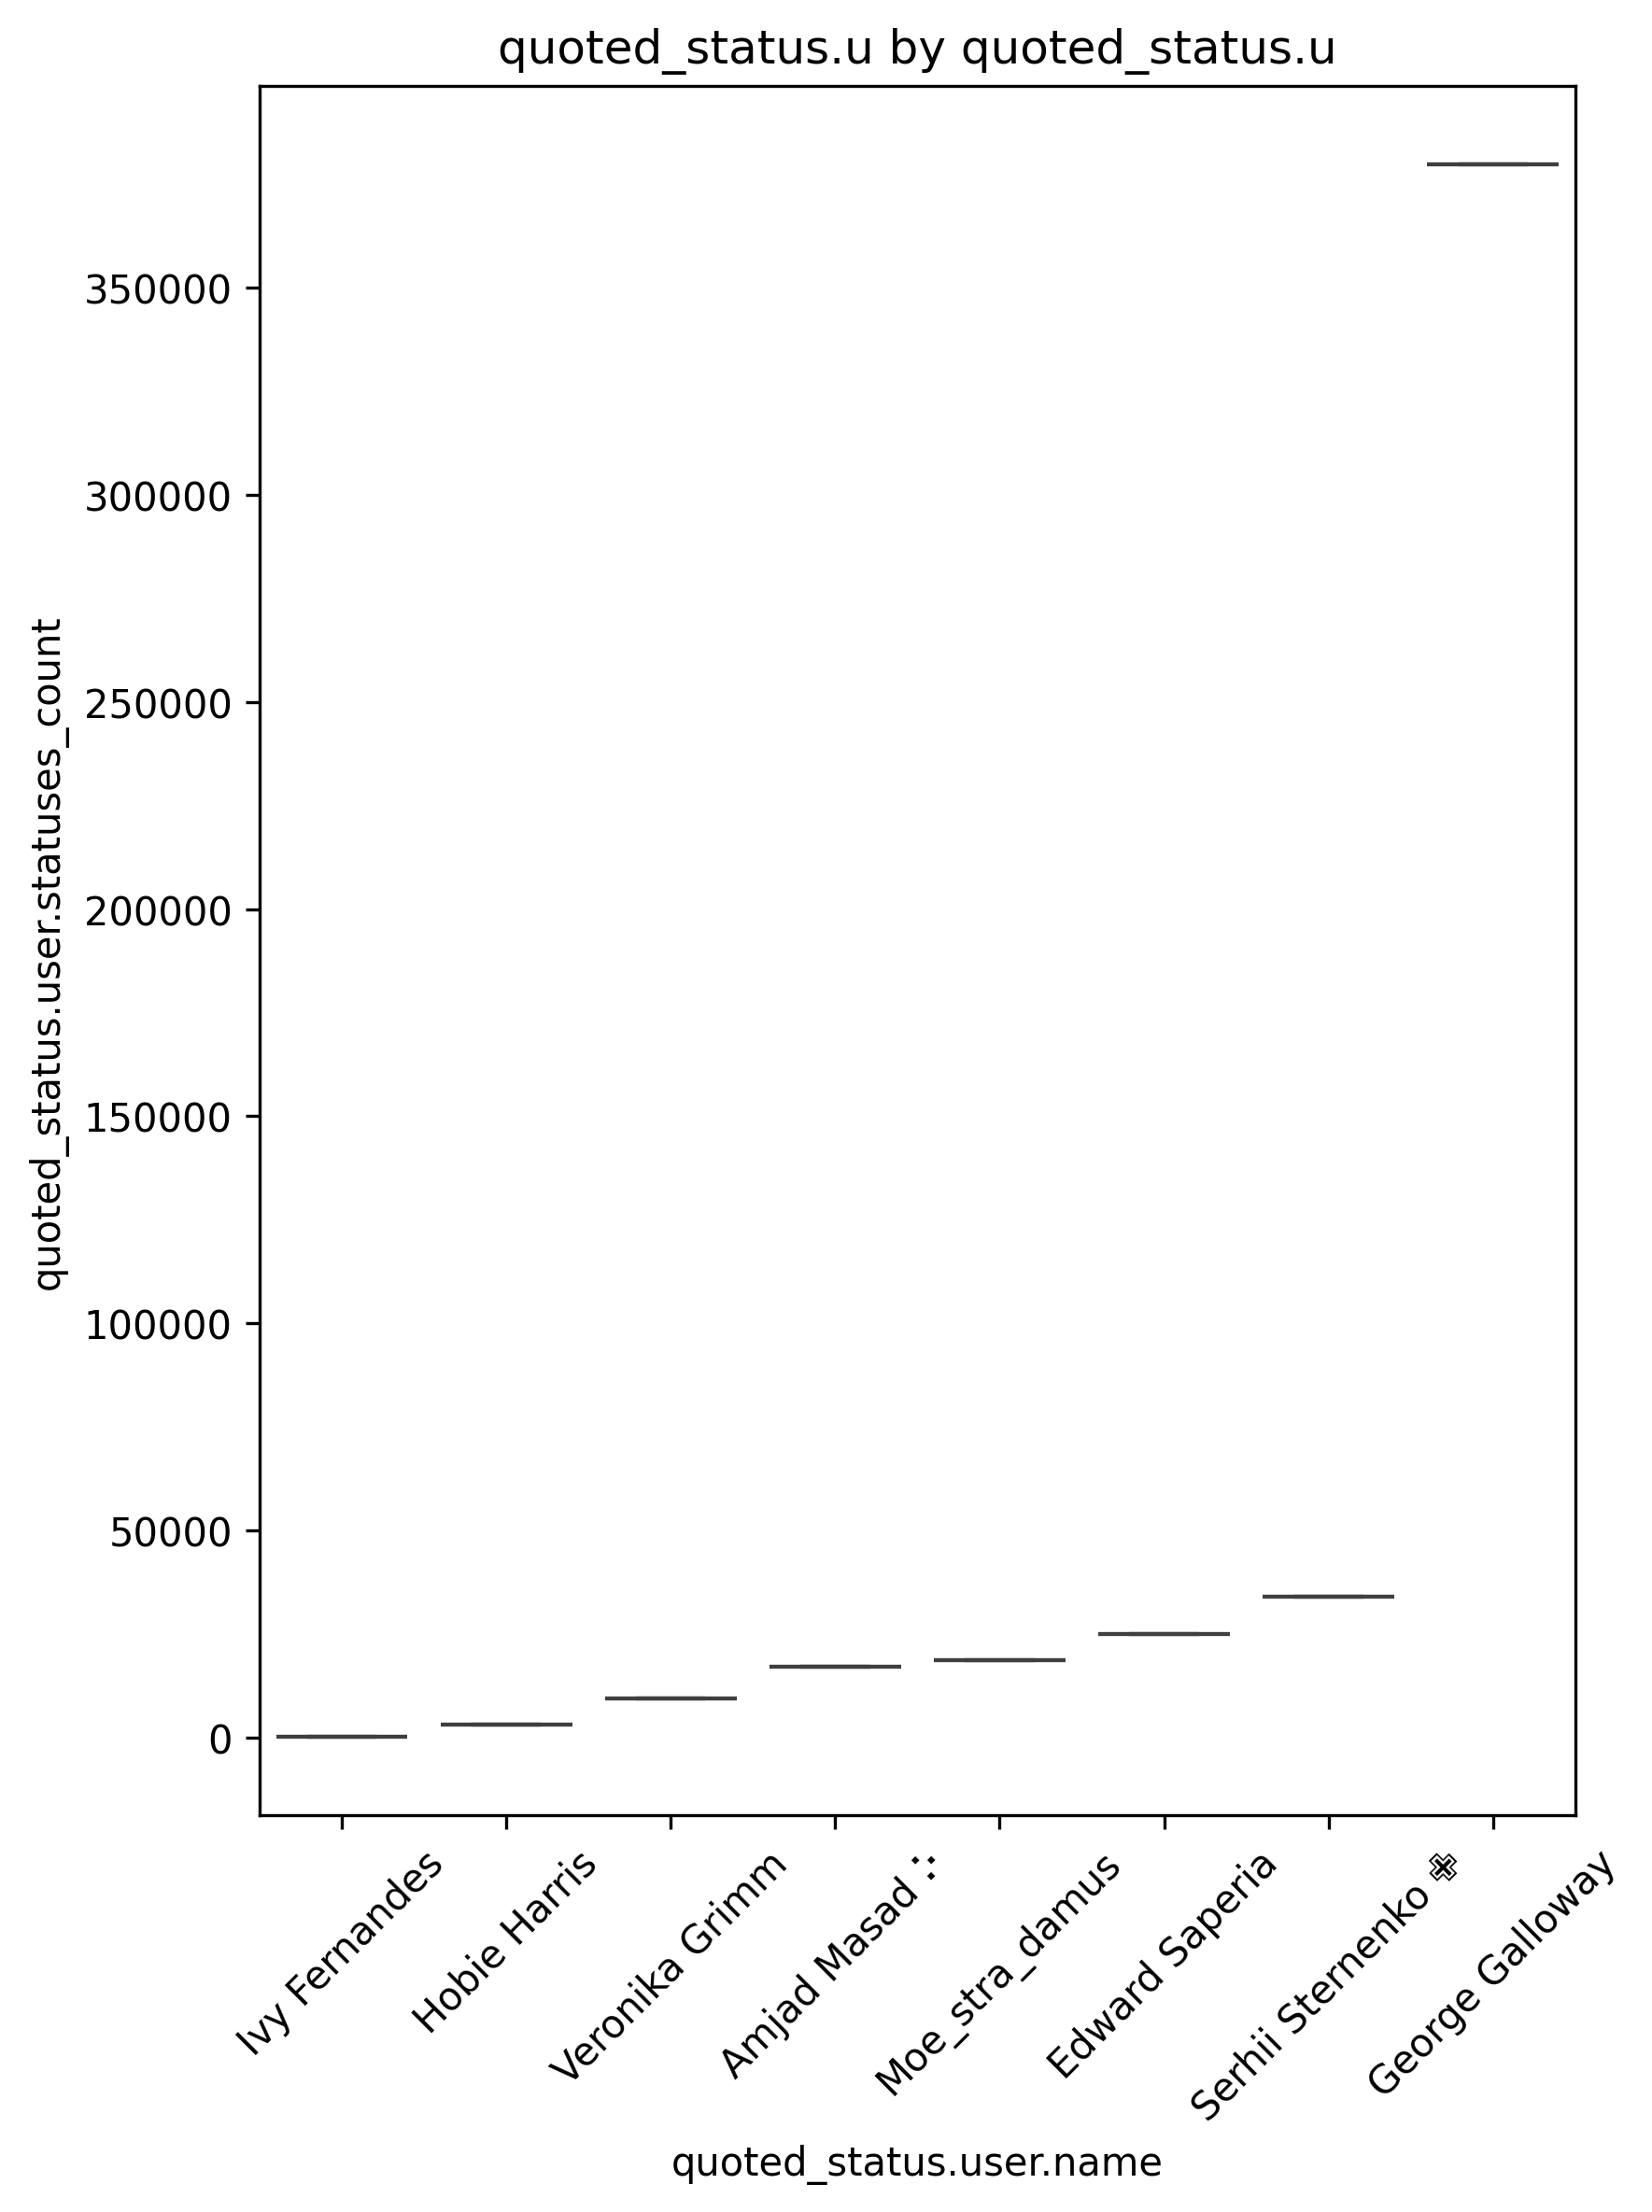 quoted_status.u by quoted_status.u
quoted_status.user.statuses_count
350000
300000
250000
200000
150000
100000
50000
0
Ivy Fernandes
Hobie Harris
Veronika Grimm
Amjad Masad ⠕
Moe_stra_damus
Edward Saperia
Serhii Sternenko ✙
George Galloway
quoted_status.user.name